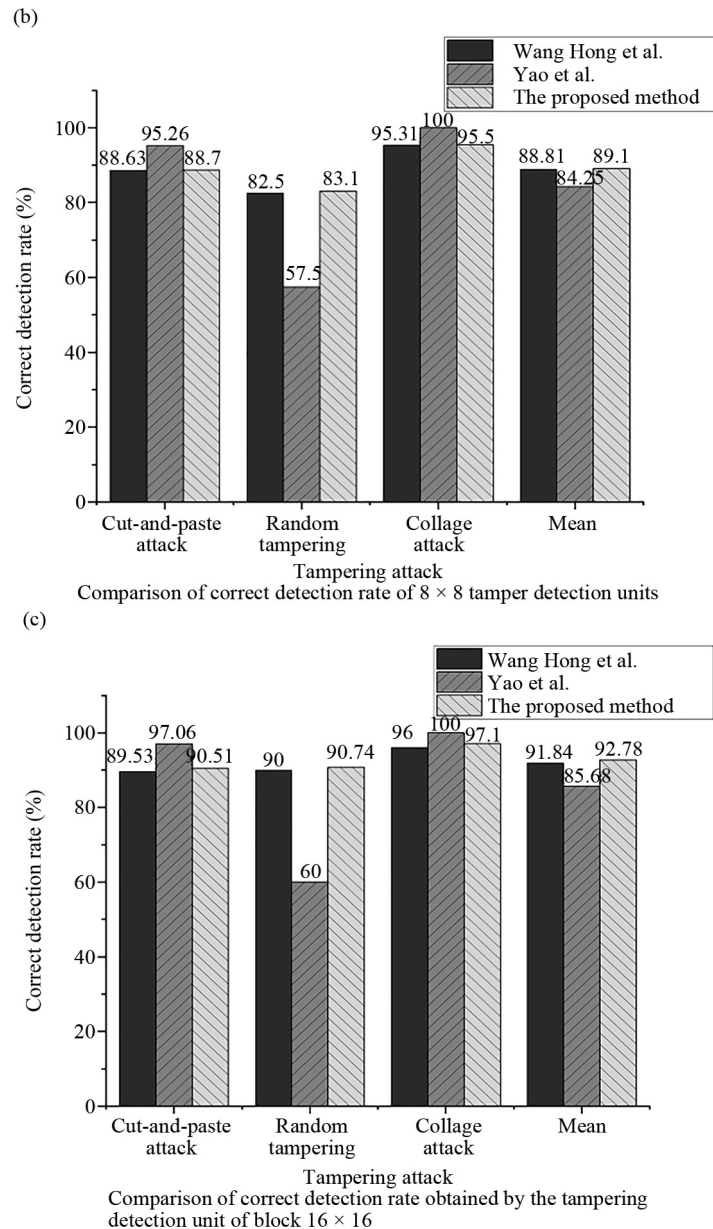 (b)
Wang Hong et al.
Yao et al.
The proposed method
Correct detection rate (%)
100
80
60
40
20
0
88.63
95.26
88.7
82.5
57.5
83.1
95.31
100
95.5
88.81
84.25
89.1
Cut-and-paste attack
Random tampering
Collage attack
Mean
Tampering attack
Comparison of correct detection rate of 8 × 8 tamper detection units
(c)
Wang Hong et al.
Yao et al.
The proposed method
Correct detection rate (%)
100
80
60
40
20
0
89.53
97.06
90.51
90
60
90.74
96
100
97.1
91.84
85.68
92.78
Cut-and-paste attack
Random tampering
Collage attack
Mean
Tampering attack
Comparison of correct detection rate obtained by the tampering
detection unit of block 16 × 16